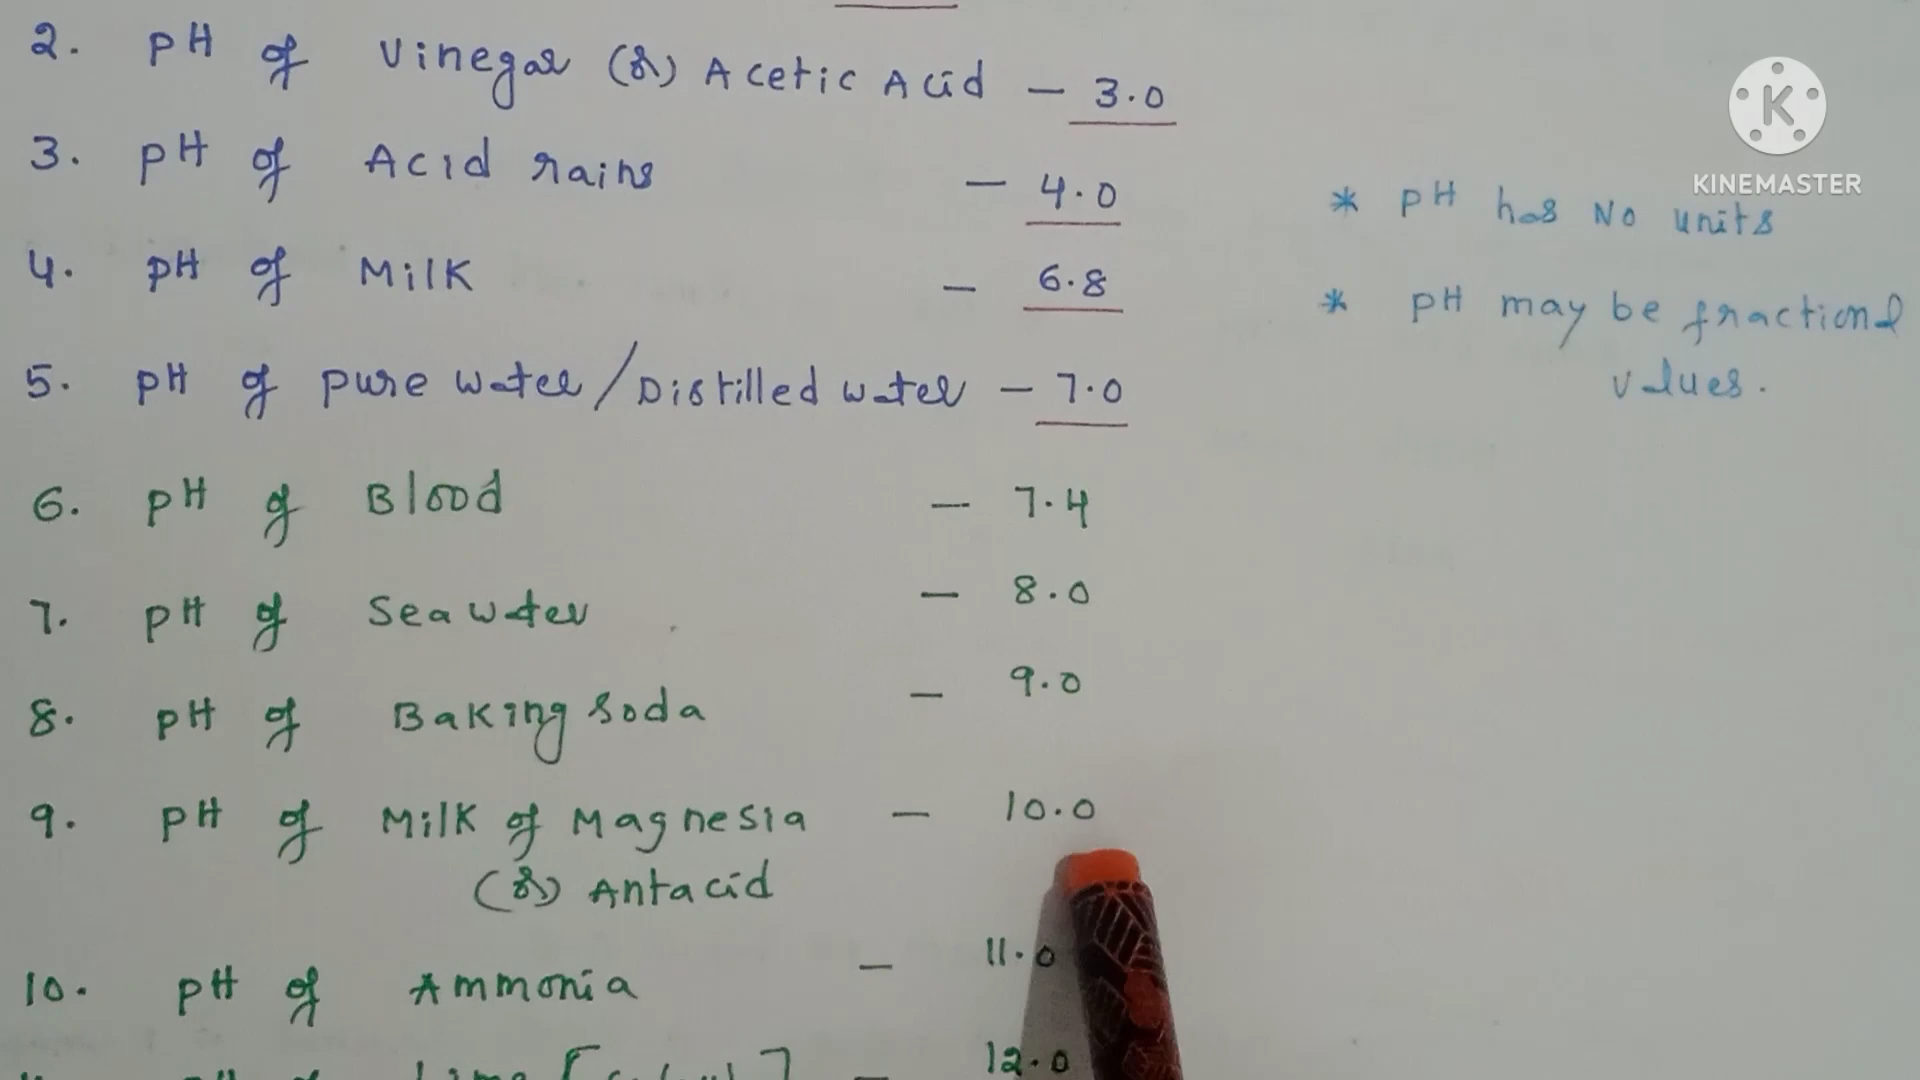 2. pH of Vinegar (or) Acetic Acid - 3.0
3. pH of Acid rains - 4.0
4. pH of Milk - 6.8
5. pH of pure water/Distilled water - 7.0
6. pH of Blood - 7.4
7. pH of Sea water - 8.0
8. pH of Baking soda - 9.0
9. pH of Milk of Magnesia - 10.0
(or) Antacid
10. pH of Ammonia - 11.0
12.0
* pH has No units
* pH may be fractional
values.
K
KINEMASTER